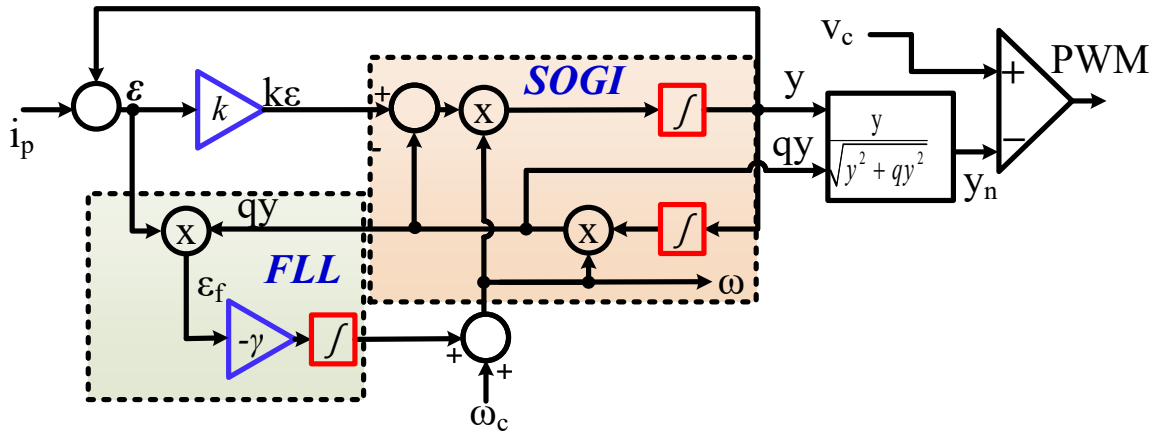 v_c
PWM
SOGI
+
∫
y
+
ε
k
kε
x
i_p
-
−
y
√y² + qy²
qy
y_n
qy
x
x
∫
FLL
ω
ε_f
-γ
∫
+
+
ω_c